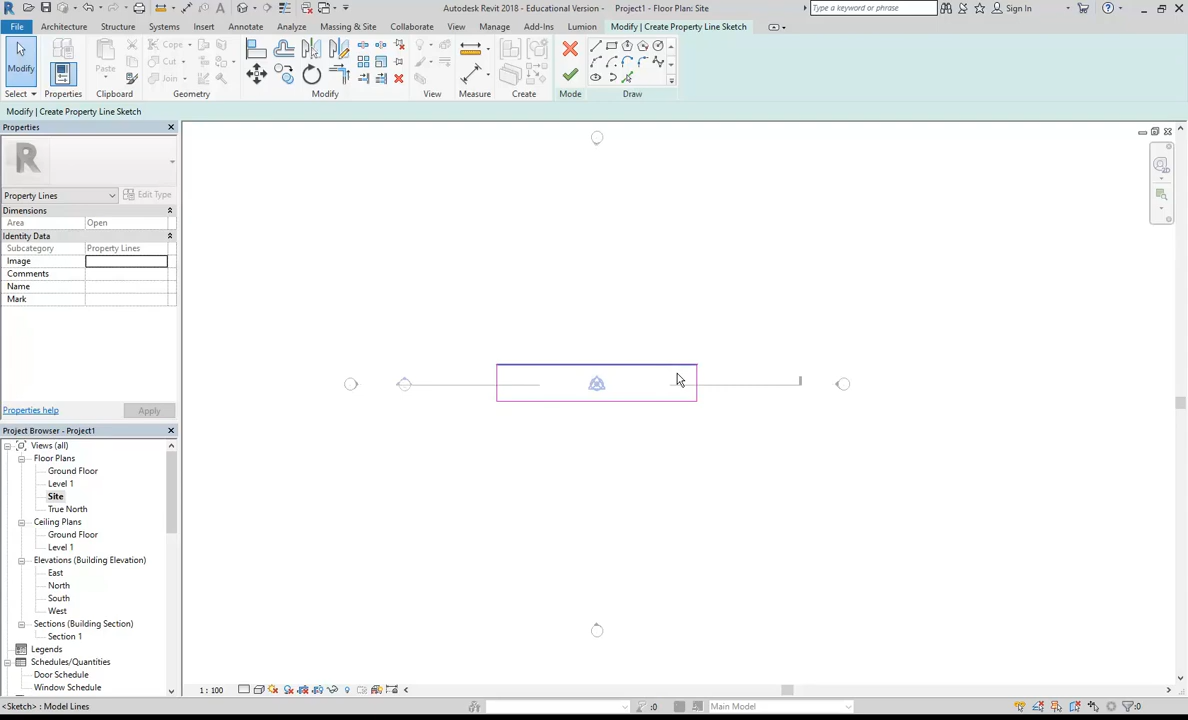 Autodesk Revit 2018 - Educational Version - Project1 - Floor Plan: Site
Type a keyword or phrase
Sign In
File Architecture Structure Systems Insert Annotate Analyze Massing & Site Collaborate View Manage Add-Ins Lumion Modify | Create Property Line Sketch
Modify
Paste
Cope
Cut
Join
Select Properties Clipboard Geometry Modify View Measure Create Mode Draw
Modify | Create Property Line Sketch
Properties
R
Property Lines
Edit Type
Dimensions
Area Open
Identity Data
Subcategory Property Lines
Image
Comments
Name
Mark
Properties help
Apply
Project Browser - Project1
Views (all)
Floor Plans
Ground Floor
Level 1
Site
True North
Ceiling Plans
Ground Floor
Level 1
Elevations (Building Elevation)
East
North
South
West
Sections (Building Section)
Section 1
Legends
Schedules/Quantities
Door Schedule
Window Schedule
1 : 100
<Sketch> : Model Lines
:0
Main Model
:0